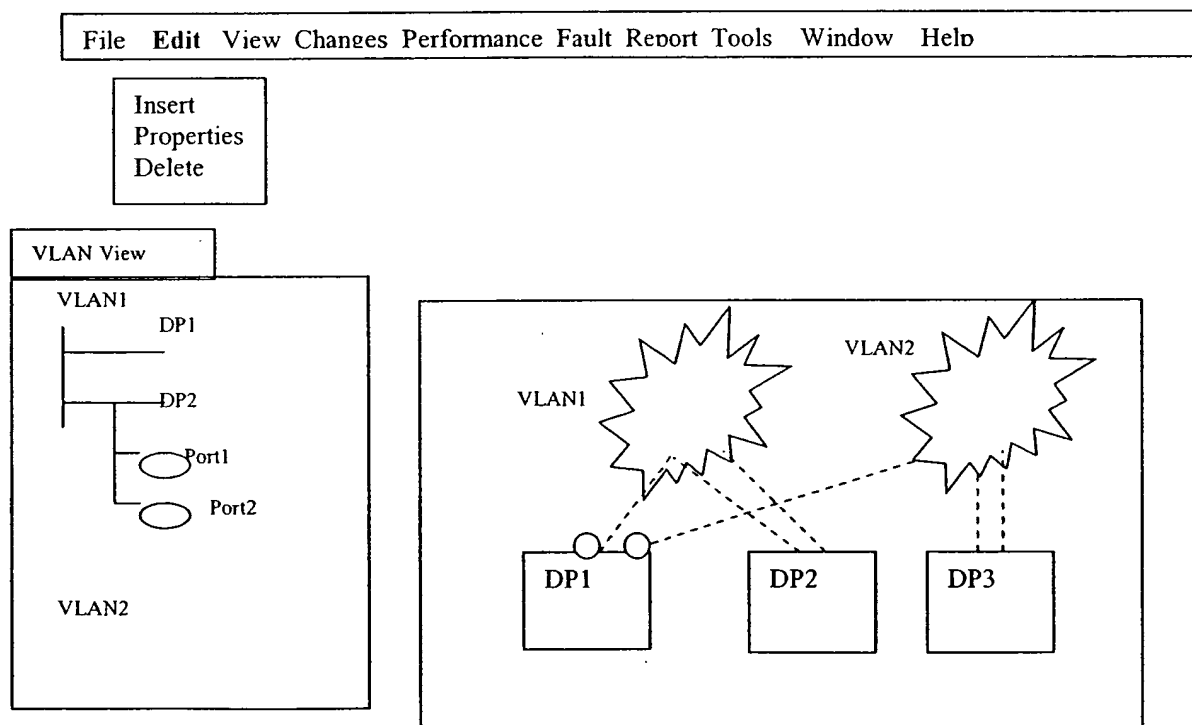 File Edit View Changes Performance Fault Report Tools Window Help
Insert
Properties
Delete
VLAN View
VLAN1
DP1
DP2
Port1
Port2
VLAN2
VLAN1
VLAN2
DP1
DP2
DP3